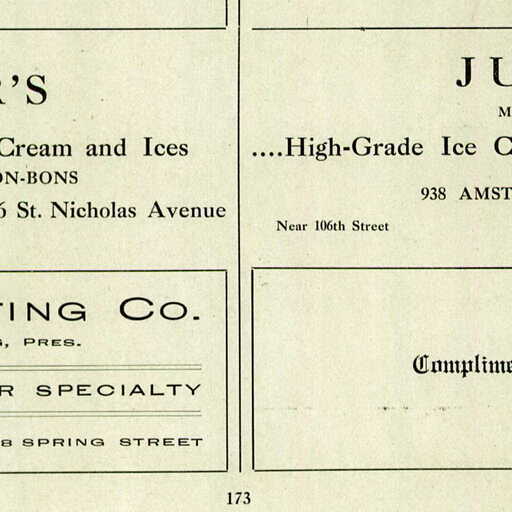 R'S
Cream and Ices
ON-BONS
6 St. Nicholas Avenue
TING CO.
G, PRES.
R SPECIALTY
8 SPRING STREET
JU
M
....High-Grade Ice C
938 AMST
Near 106th Street
Complime
173